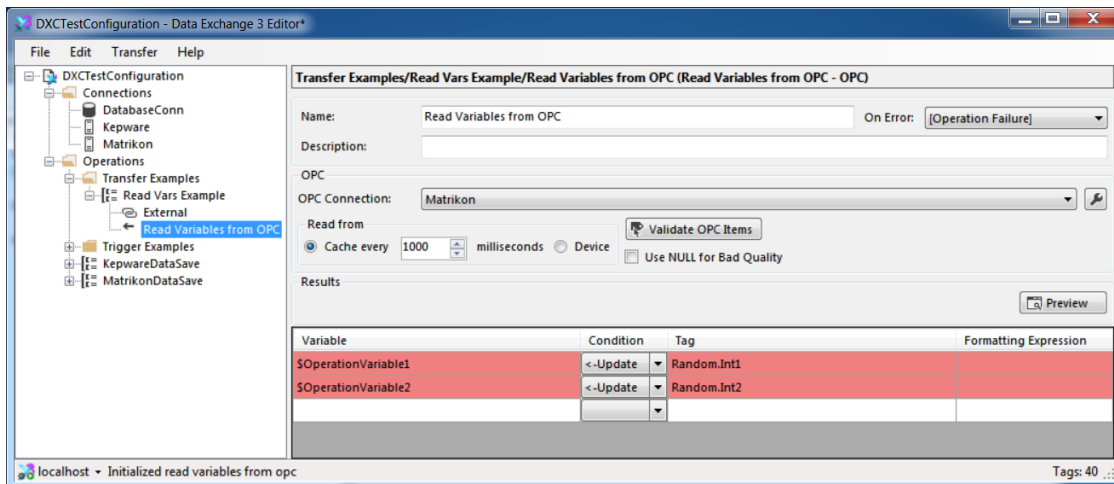 DXCTestConfiguration - Data Exchange 3 Editor*
File Edit Transfer Help
DXCTestConfiguration
Connections
DatabaseConn
Kepware
Matrikon
Operations
Transfer Examples
Read Vars Example
External
Read Variables from OPC
Trigger Examples
KepwareDataSave
MatrikonDataSave
Transfer Examples/Read Vars Example/Read Variables from OPC (Read Variables from OPC - OPC)
Name: Read Variables from OPC On Error: [Operation Failure]
Description:
OPC
OPC Connection: Matrikon
Read from
Cache every 1000 milliseconds Device
Validate OPC Items
Use NULL for Bad Quality
Results
Preview
Variable Condition Tag Formatting Expression
$OperationVariable1 <-Update Random.Int1
$OperationVariable2 <-Update Random.Int2
localhost Initialized read variables from opc Tags: 40